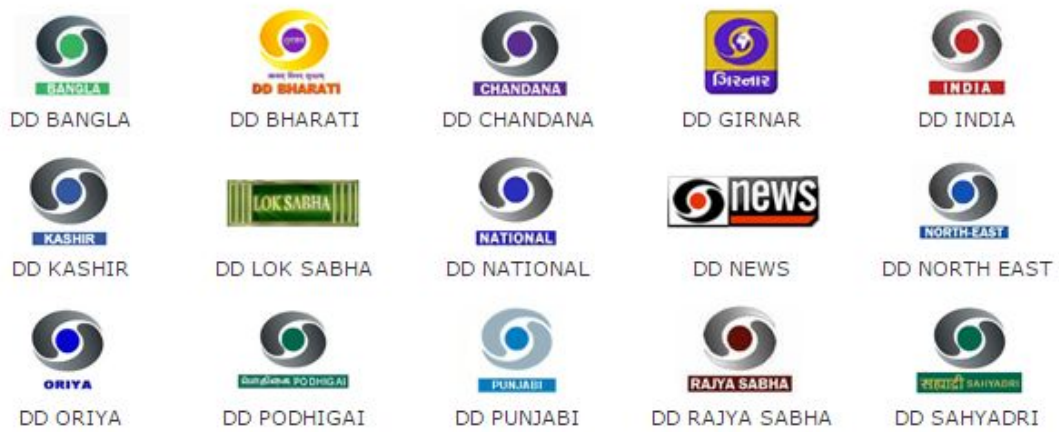 BANGLA
DD BANGLA
DD BHARATI
DD BHARATI
CHANDANA
DD CHANDANA
ગિરનાર
DD GIRNAR
INDIA
DD INDIA
KASHIR
DD KASHIR
LOK SABHA
DD LOK SABHA
NATIONAL
DD NATIONAL
news
DD NEWS
NORTH-EAST
DD NORTH EAST
ORIYA
DD ORIYA
பொதிகை PODHIGAI
DD PODHIGAI
PUNJABI
DD PUNJABI
RAJYA SABHA
DD RAJYA SABHA
सह्याद्री SAHYADRI
DD SAHYADRI